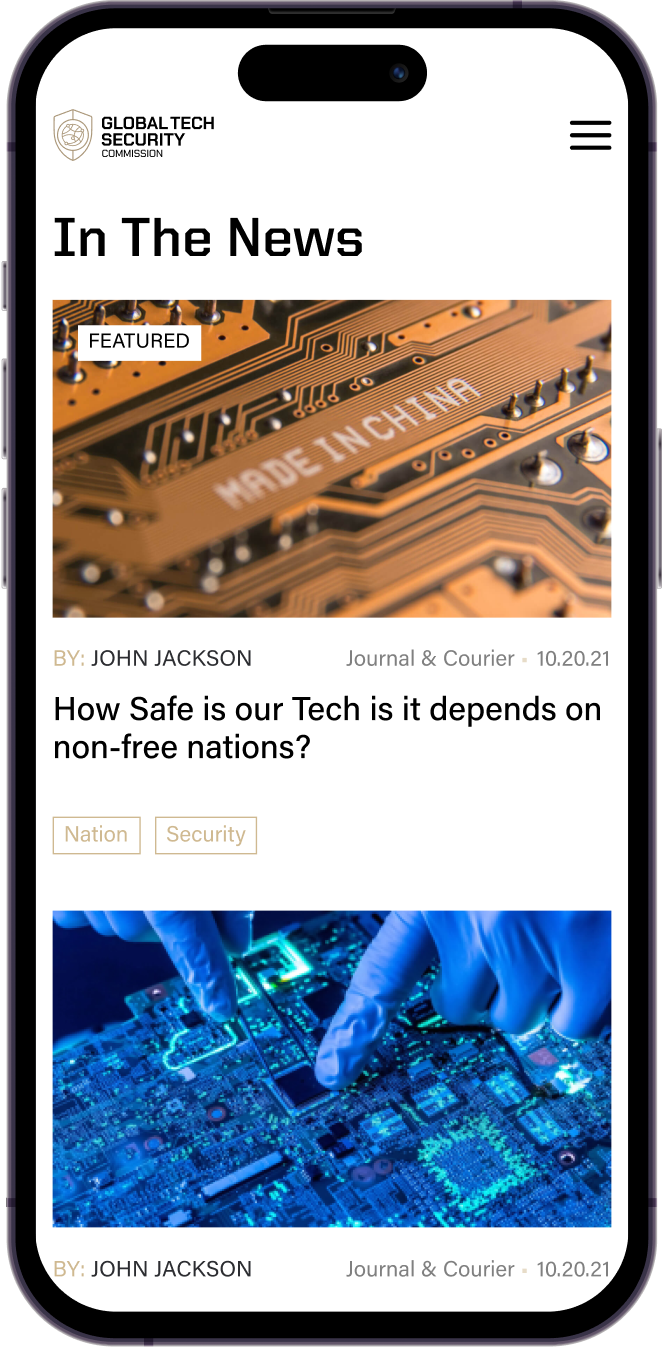 GLOBAL TECH
SECURITY
COMMISSION
In The News
FEATURED
MADE IN CHINA
BY: JOHN JACKSON
Journal & Courier • 10.20.21
How Safe is our Tech is it depends on
non-free nations?
Nation
Security
BY: JOHN JACKSON
Journal & Courier • 10.20.21